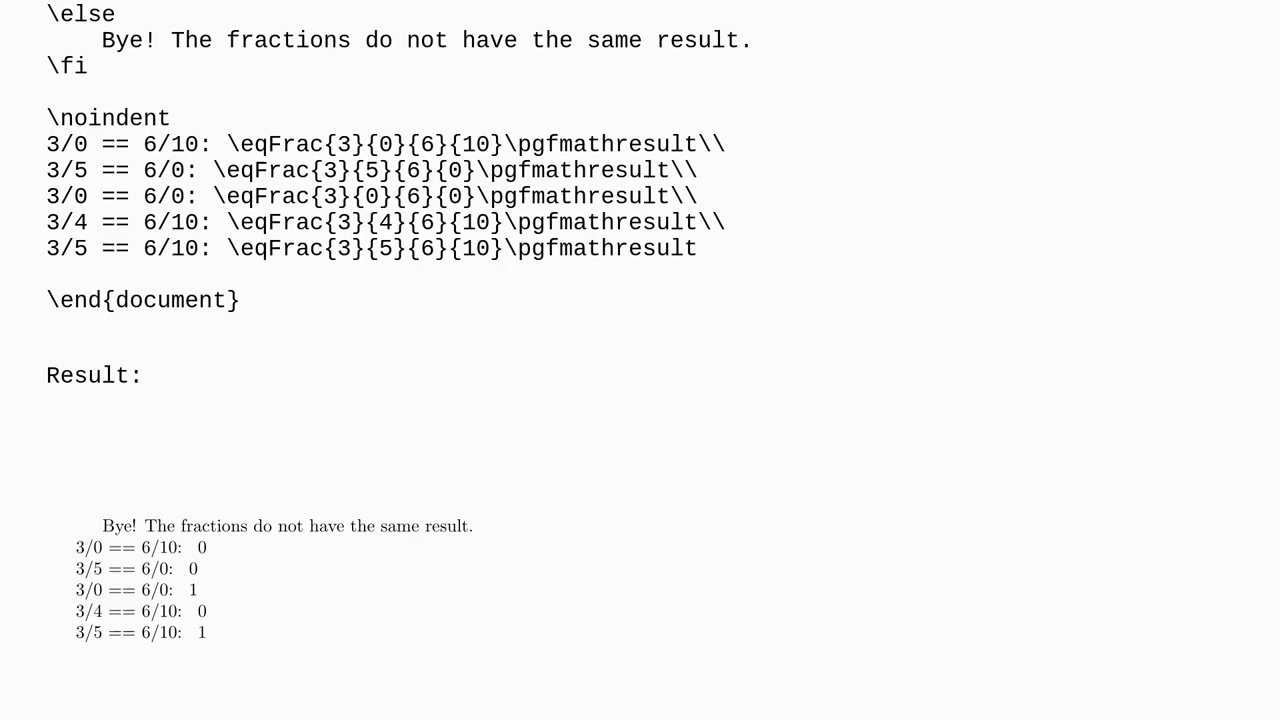 \else
    Bye! The fractions do not have the same result.
\fi
\noindent
3/0 == 6/10: \eqFrac{3}{0}{6}{10}\pgfmathresult\\
3/5 == 6/0: \eqFrac{3}{5}{6}{0}\pgfmathresult\\
3/0 == 6/0: \eqFrac{3}{0}{6}{0}\pgfmathresult\\
3/4 == 6/10: \eqFrac{3}{4}{6}{10}\pgfmathresult\\
3/5 == 6/10: \eqFrac{3}{5}{6}{10}\pgfmathresult
\end{document}
Result:
Bye! The fractions do not have the same result.
3/0 == 6/10: 0
3/5 == 6/0: 0
3/0 == 6/0: 1
3/4 == 6/10: 0
3/5 == 6/10: 1